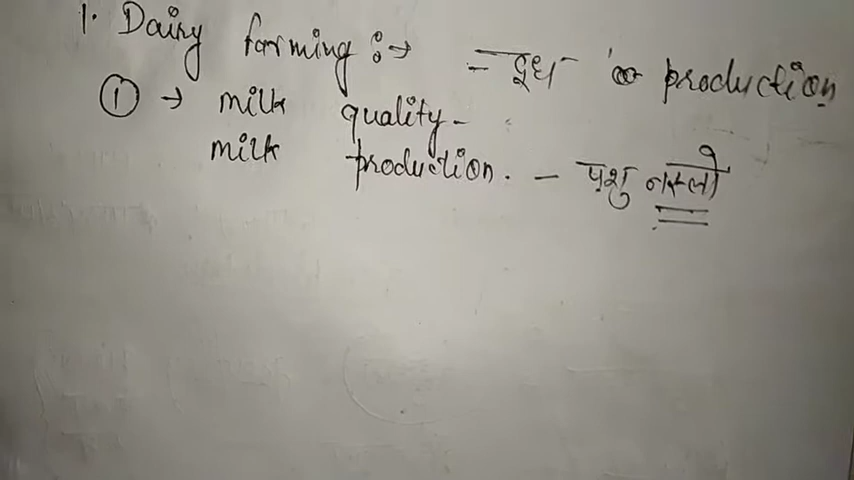 1. Dairy farming :→ – दूध का production
① → milk quality -
milk production. – पशु नस्लो